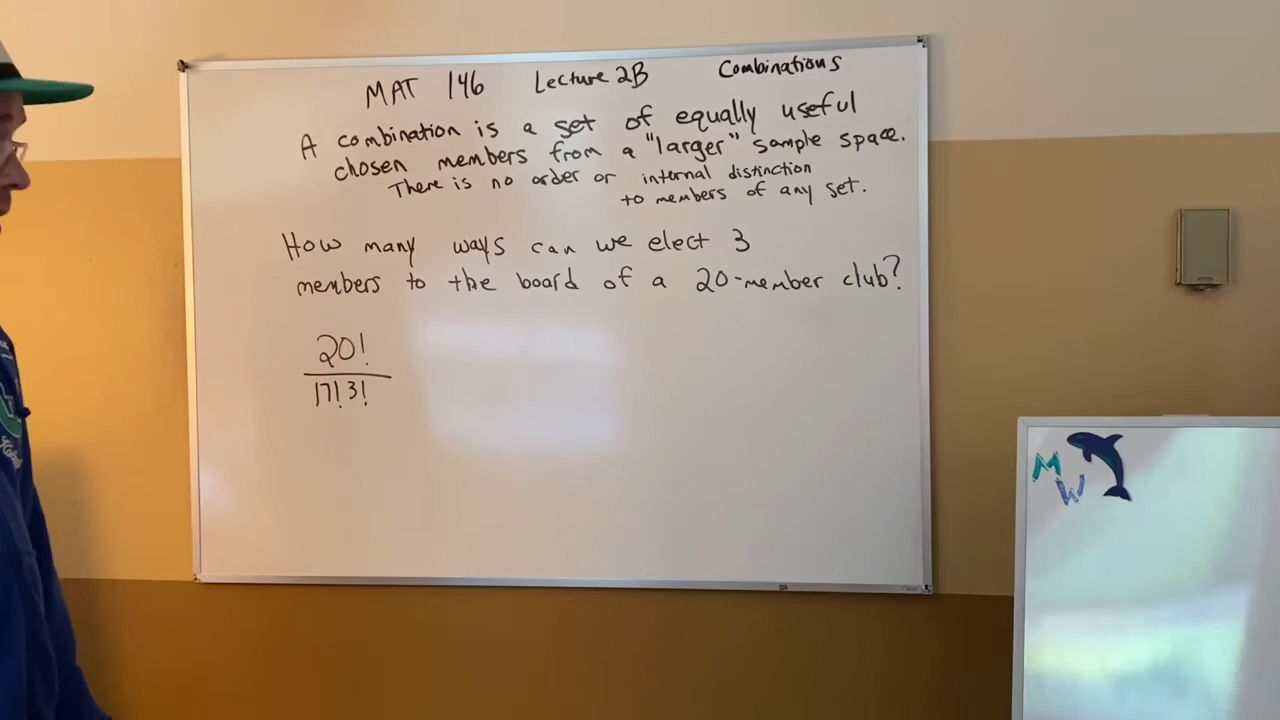 MAT 146 Lecture 2B Combinations
A combination is a set of equally useful
chosen members from a "larger" sample space.
There is no order or internal distinction
to members of any set.
How many ways can we elect 3
members to the board of a 20-member club?
20!
17! 3!
M
W